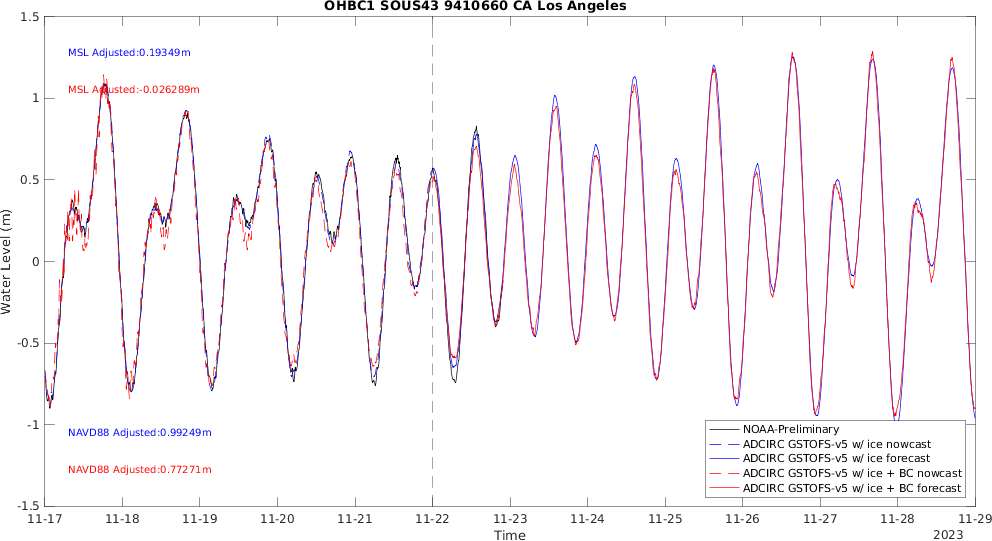 OHBC1 SOUS43 9410660 CA Los Angeles
1.5
1
0.5
0
-0.5
-1
-1.5
Water Level (m)
MSL Adjusted:0.19349m
MSL Adjusted:-0.026289m
NAVD88 Adjusted:0.99249m
NAVD88 Adjusted:0.77271m
NOAA-Preliminary
ADCIRC GSTOFS-v5 w/ ice nowcast
ADCIRC GSTOFS-v5 w/ ice forecast
ADCIRC GSTOFS-v5 w/ ice + BC nowcast
ADCIRC GSTOFS-v5 w/ ice + BC forecast
11-17 11-18 11-19 11-20 11-21 11-22 11-23 11-24 11-25 11-26 11-27 11-28 11-29
Time
2023